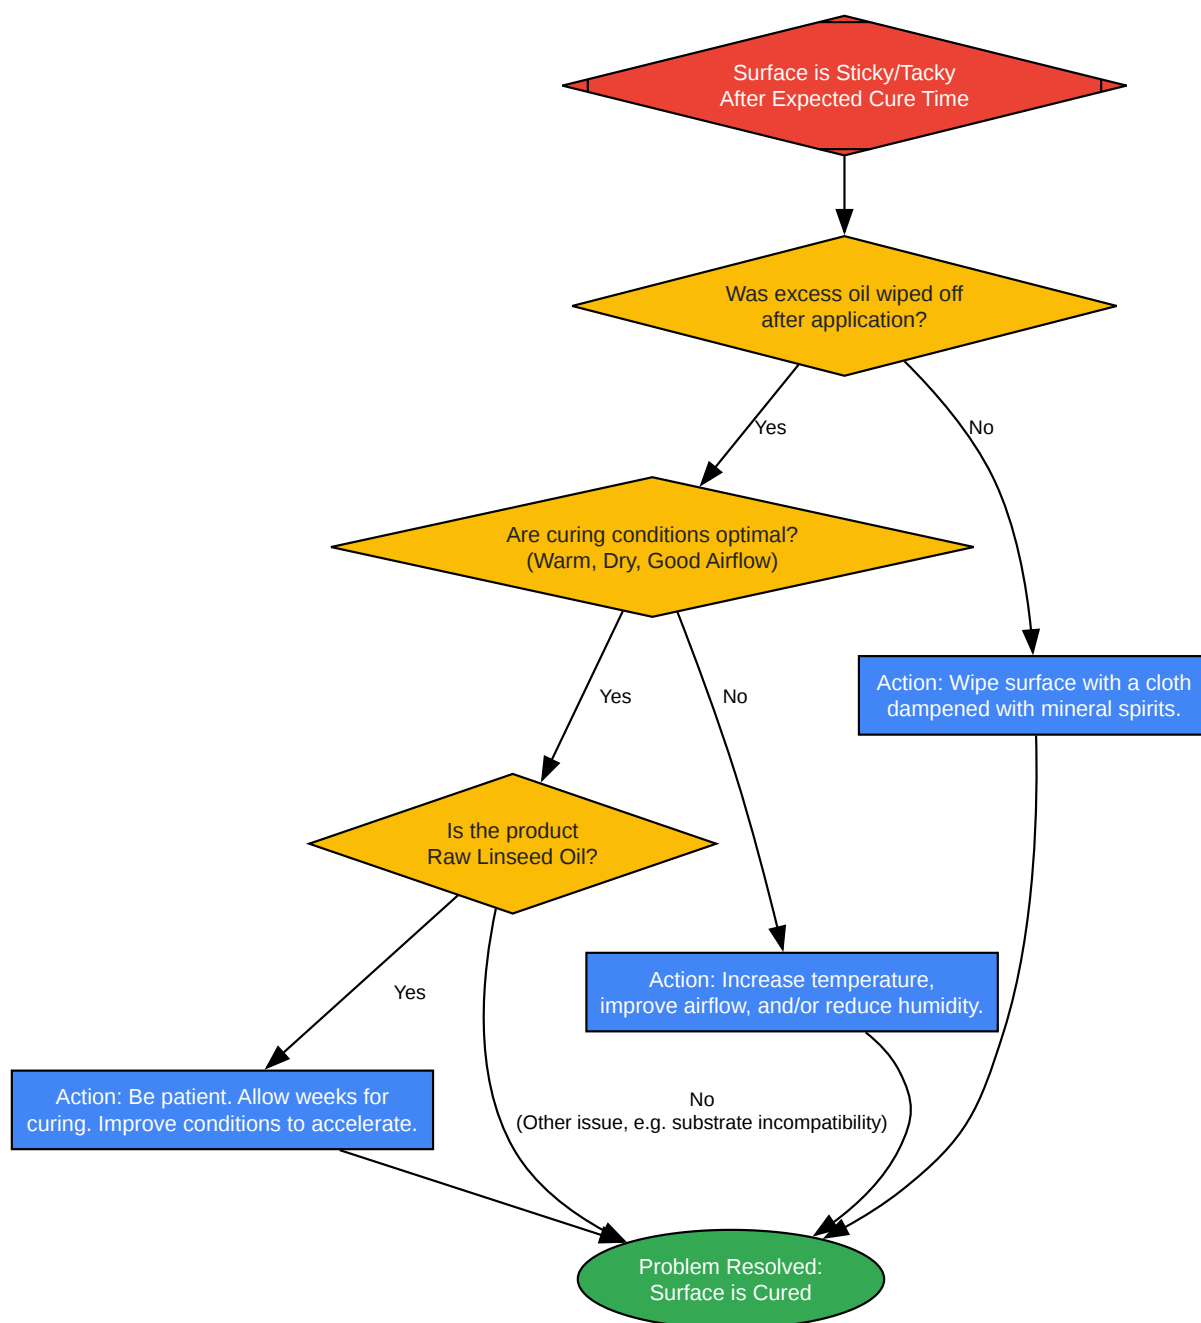 Surface is Sticky/Tacky
After Expected Cure Time
Was excess oil wiped off
after application?
Yes
No
Are curing conditions optimal?
(Warm, Dry, Good Airflow)
Action: Wipe surface with a cloth
dampened with mineral spirits.
Yes
No
Is the product
Raw Linseed Oil?
Action: Increase temperature,
improve airflow, and/or reduce humidity.
Yes
Action: Be patient. Allow weeks for
curing. Improve conditions to accelerate.
No
(Other issue, e.g. substrate incompatibility)
Problem Resolved:
Surface is Cured